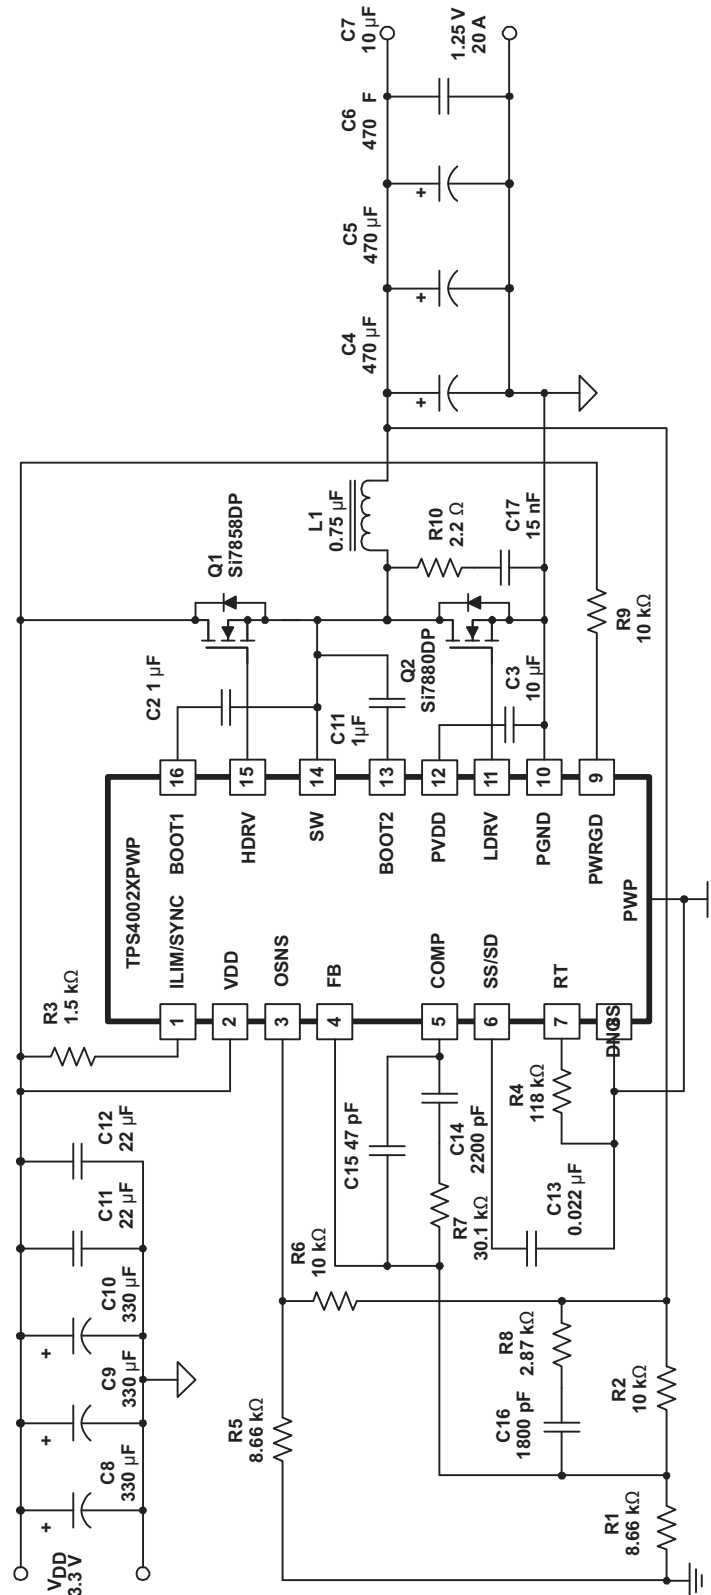 VDD
3.3 V
C8
330 µF
C9
330 µF
C10
330 µF
C11
22 µF
C12
22 µF
R3
1.5 kΩ
TPS4002XPWP
1
ILIM/SYNC
2
VDD
3
OSNS
4
FB
5
COMP
6
SS/SD
7
RT
8
SGND
16
BOOT1
15
HDRV
14
SW
13
BOOT2
12
PVDD
11
LDRV
10
PGND
9
PWRGD
PWP
C2 1 µF
Q1
Si7858DP
C11
1µF
Q2
Si7880DP
C3
10 µF
L1
0.75 µF
R10
2.2 Ω
C17
15 nF
R9
10 kΩ
C4
470 µF
C5
470 µF
C6
470 F
C7
10 µF
1.25 V
20 A
R5
8.66 kΩ
R6
10 kΩ
C15 47 pF
C14
2200 pF
R7
30.1 kΩ
C13
0.022 µF
R4
118 kΩ
R8
2.87 kΩ
C16
1800 pF
R2
10 kΩ
R1
8.66 kΩ